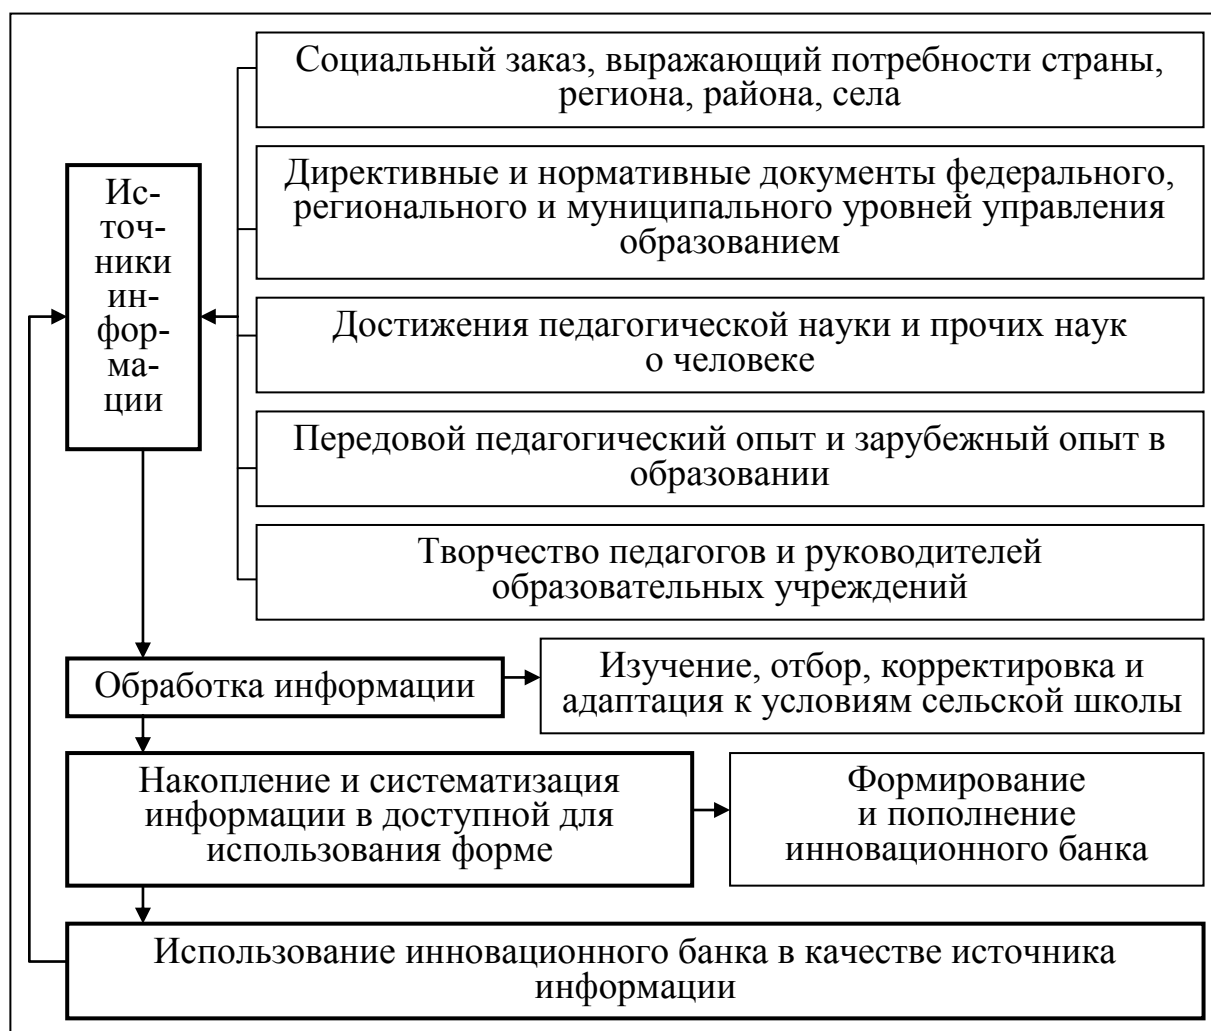 Социальный заказ, выражающий потребности страны,
региона, района, села
Директивные и нормативные документы федерального,
регионального и муниципального уровней управления
образованием
Ис-
точ-
ники
ин-
фор-
ма-
ции
Достижения педагогической науки и прочих наук
о человеке
Передовой педагогический опыт и зарубежный опыт в
образовании
Творчество педагогов и руководителей
образовательных учреждений
Обработка информации
Изучение, отбор, корректировка и
адаптация к условиям сельской школы
Накопление и систематизация
информации в доступной для
использования форме
Формирование
и пополнение
инновационного банка
Использование инновационного банка в качестве источника
информации